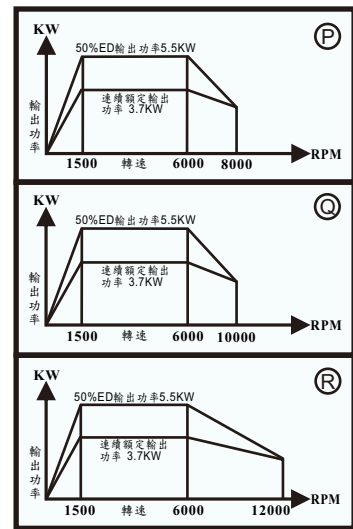 KW
Ⓟ
50%ED輸出功率5.5KW
連續額定輸出
功率 3.7KW
輸出功率
1500 轉速 6000 8000
RPM
KW
Ⓠ
50%ED輸出功率5.5KW
連續額定輸出
功率 3.7KW
輸出功率
1500 轉速 6000 10000
RPM
KW
Ⓡ
50%ED輸出功率5.5KW
連續額定輸出
功率 3.7KW
輸出功率
1500 轉速 6000 12000
RPM